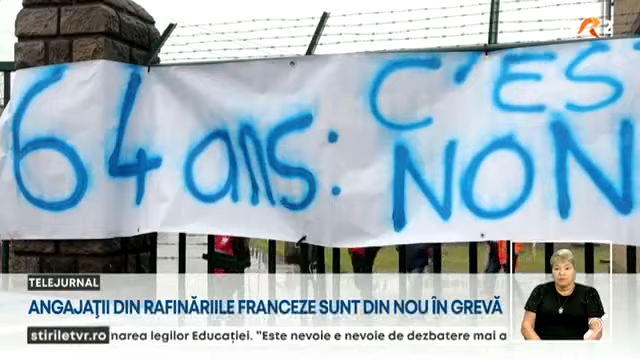 64 ans: C'EST
NON
TELEJURNAL
ANGAJAȚII DIN RAFINĂRIILE FRANCEZE SUNT DIN NOU ÎN GREVĂ
stiriletvr.ro narea legilor Educației. "Este nevoie e nevoie de dezbatere mai a